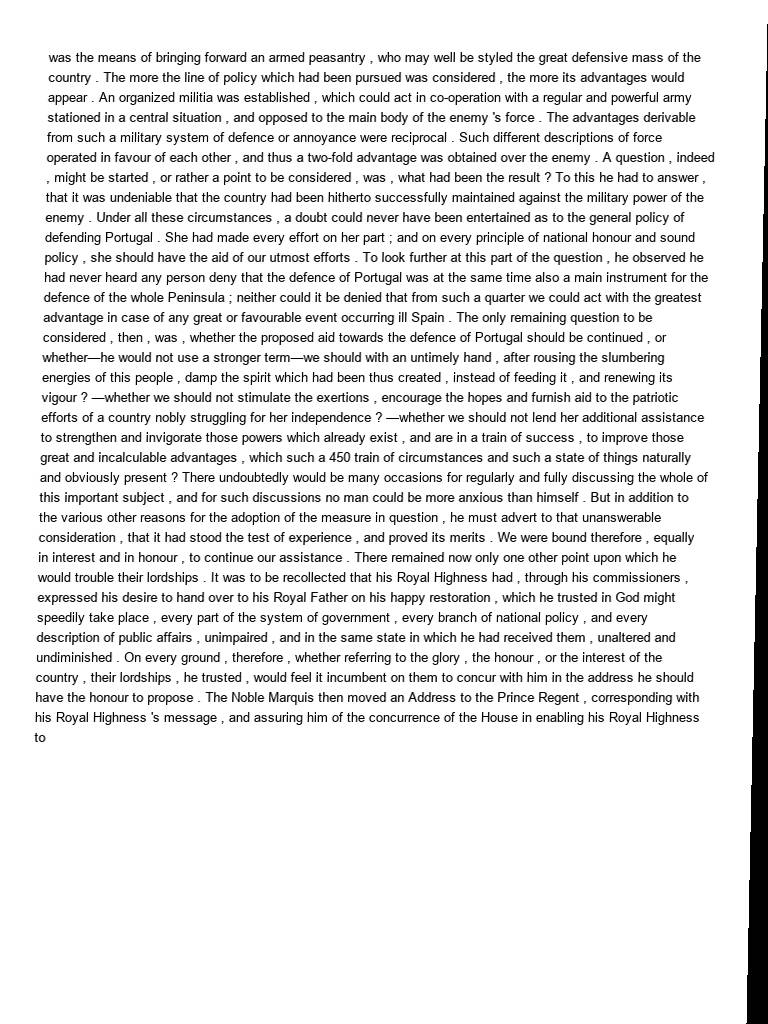 was the means of bringing forward an armed peasantry , who may well be styled the great defensive mass of the
country . The more the line of policy which had been pursued was considered , the more its advantages would
appear . An organized militia was established , which could act in co-operation with a regular and powerful army
stationed in a central situation , and opposed to the main body of the enemy 's force . The advantages derivable
from such a military system of defence or annoyance were reciprocal . Such different descriptions of force
operated in favour of each other , and thus a two-fold advantage was obtained over the enemy . A question , indeed
, might be started , or rather a point to be considered , was , what had been the result ? To this he had to answer ,
that it was undeniable that the country had been hitherto successfully maintained against the military power of the
enemy . Under all these circumstances , a doubt could never have been entertained as to the general policy of
defending Portugal . She had made every effort on her part ; and on every principle of national honour and sound
policy , she should have the aid of our utmost efforts . To look further at this part of the question , he observed he
had never heard any person deny that the defence of Portugal was at the same time also a main instrument for the
defence of the whole Peninsula ; neither could it be denied that from such a quarter we could act with the greatest
advantage in case of any great or favourable event occurring ill Spain . The only remaining question to be
considered , then , was , whether the proposed aid towards the defence of Portugal should be continued , or
whether—he would not use a stronger term—we should with an untimely hand , after rousing the slumbering
energies of this people , damp the spirit which had been thus created , instead of feeding it , and renewing its
vigour ? —whether we should not stimulate the exertions , encourage the hopes and furnish aid to the patriotic
efforts of a country nobly struggling for her independence ? —whether we should not lend her additional assistance
to strengthen and invigorate those powers which already exist , and are in a train of success , to improve those
great and incalculable advantages , which such a 450 train of circumstances and such a state of things naturally
and obviously present ? There undoubtedly would be many occasions for regularly and fully discussing the whole of
this important subject , and for such discussions no man could be more anxious than himself . But in addition to
the various other reasons for the adoption of the measure in question , he must advert to that unanswerable
consideration , that it had stood the test of experience , and proved its merits . We were bound therefore , equally
in interest and in honour , to continue our assistance . There remained now only one other point upon which he
would trouble their lordships . It was to be recollected that his Royal Highness had , through his commissioners ,
expressed his desire to hand over to his Royal Father on his happy restoration , which he trusted in God might
speedily take place , every part of the system of government , every branch of national policy , and every
description of public affairs , unimpaired , and in the same state in which he had received them , unaltered and
undiminished . On every ground , therefore , whether referring to the glory , the honour , or the interest of the
country , their lordships , he trusted , would feel it incumbent on them to concur with him in the address he should
have the honour to propose . The Noble Marquis then moved an Address to the Prince Regent , corresponding with
his Royal Highness 's message , and assuring him of the concurrence of the House in enabling his Royal Highness
to